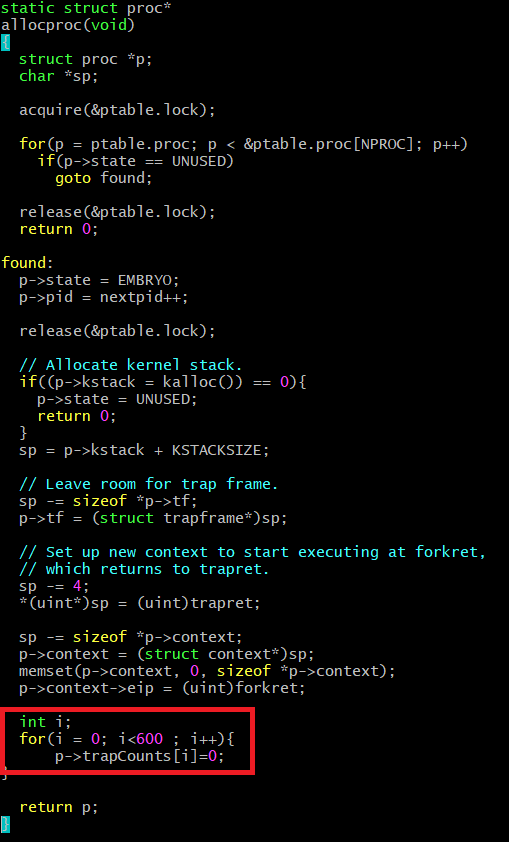 static struct proc*
allocproc(void)
{
  struct proc *p;
  char *sp;

  acquire(&ptable.lock);

  for(p = ptable.proc; p < &ptable.proc[NPROC]; p++)
    if(p->state == UNUSED)
      goto found;

  release(&ptable.lock);
  return 0;

found:
  p->state = EMBRYO;
  p->pid = nextpid++;

  release(&ptable.lock);

  // Allocate kernel stack.
  if((p->kstack = kalloc()) == 0){
    p->state = UNUSED;
    return 0;
  }
  sp = p->kstack + KSTACKSIZE;

  // Leave room for trap frame.
  sp -= sizeof *p->tf;
  p->tf = (struct trapframe*)sp;

  // Set up new context to start executing at forkret,
  // which returns to trapret.
  sp -= 4;
  *(uint*)sp = (uint)trapret;

  sp -= sizeof *p->context;
  p->context = (struct context*)sp;
  memset(p->context, 0, sizeof *p->context);
  p->context->eip = (uint)forkret;

  int i;
  for(i = 0; i<600 ; i++){
      p->trapCounts[i]=0;
}

  return p;
}